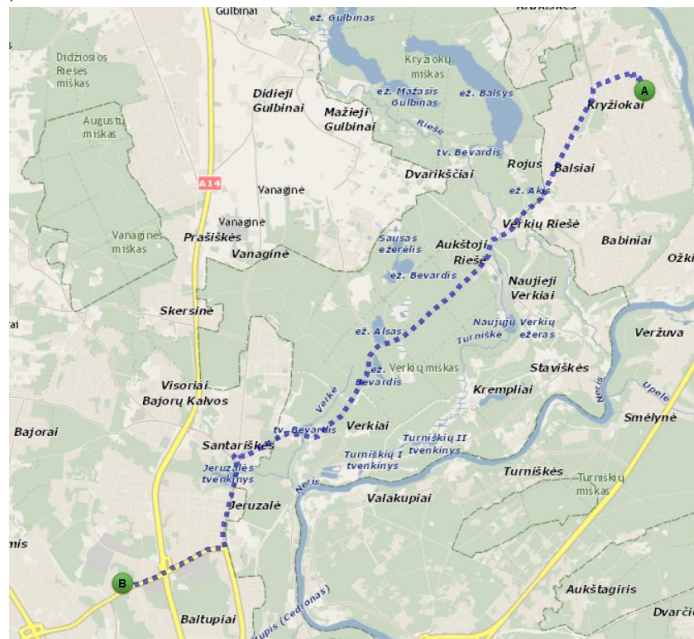 Gulbinai
ež. Gulbinas
Didžiosios
Riešės
miškas
Kryžiokų
miškas
ež. Balsys
A
Kryžiokai
Didieji
Gulbinai
ež. Mažasis
Gulbinas
Mažieji
Gulbinai
Riešė
Augustų
miškas
tv. Bevardis
Rojus
Balsiai
Dvarikščiai
A14
Vanaginė
ež. Akis
Vanaginė
Vanaginės
miškas
Prašiškės
Vanaginė
Verkių Riešė
Aukštoji
Riešė
Babiniai
Sausas
ežerėlis
ež. Bevardis
Naujieji
Verkiai
Skersinė
ež. Alsas
Naujųjų Verkių
ežeras
Turniškė
Veržuva
Verkių miškas
Staviškės
ež.
Bevardis
Visoriai
Bajorų Kalvos
Krempliai
Neris
Upelė
Verkė
Smėlynė
Bajorai
tv. Bevardis
Verkiai
Santariškės
Turniškių II
tvenkinys
Turniškių I
tvenkinys
Jeruzalės
tvenkinys
Turniškės
Turniškių
miškas
Neris
Valakupiai
Jeruzalė
B
Aukštagiris
Baltupiai
(Cedronas)